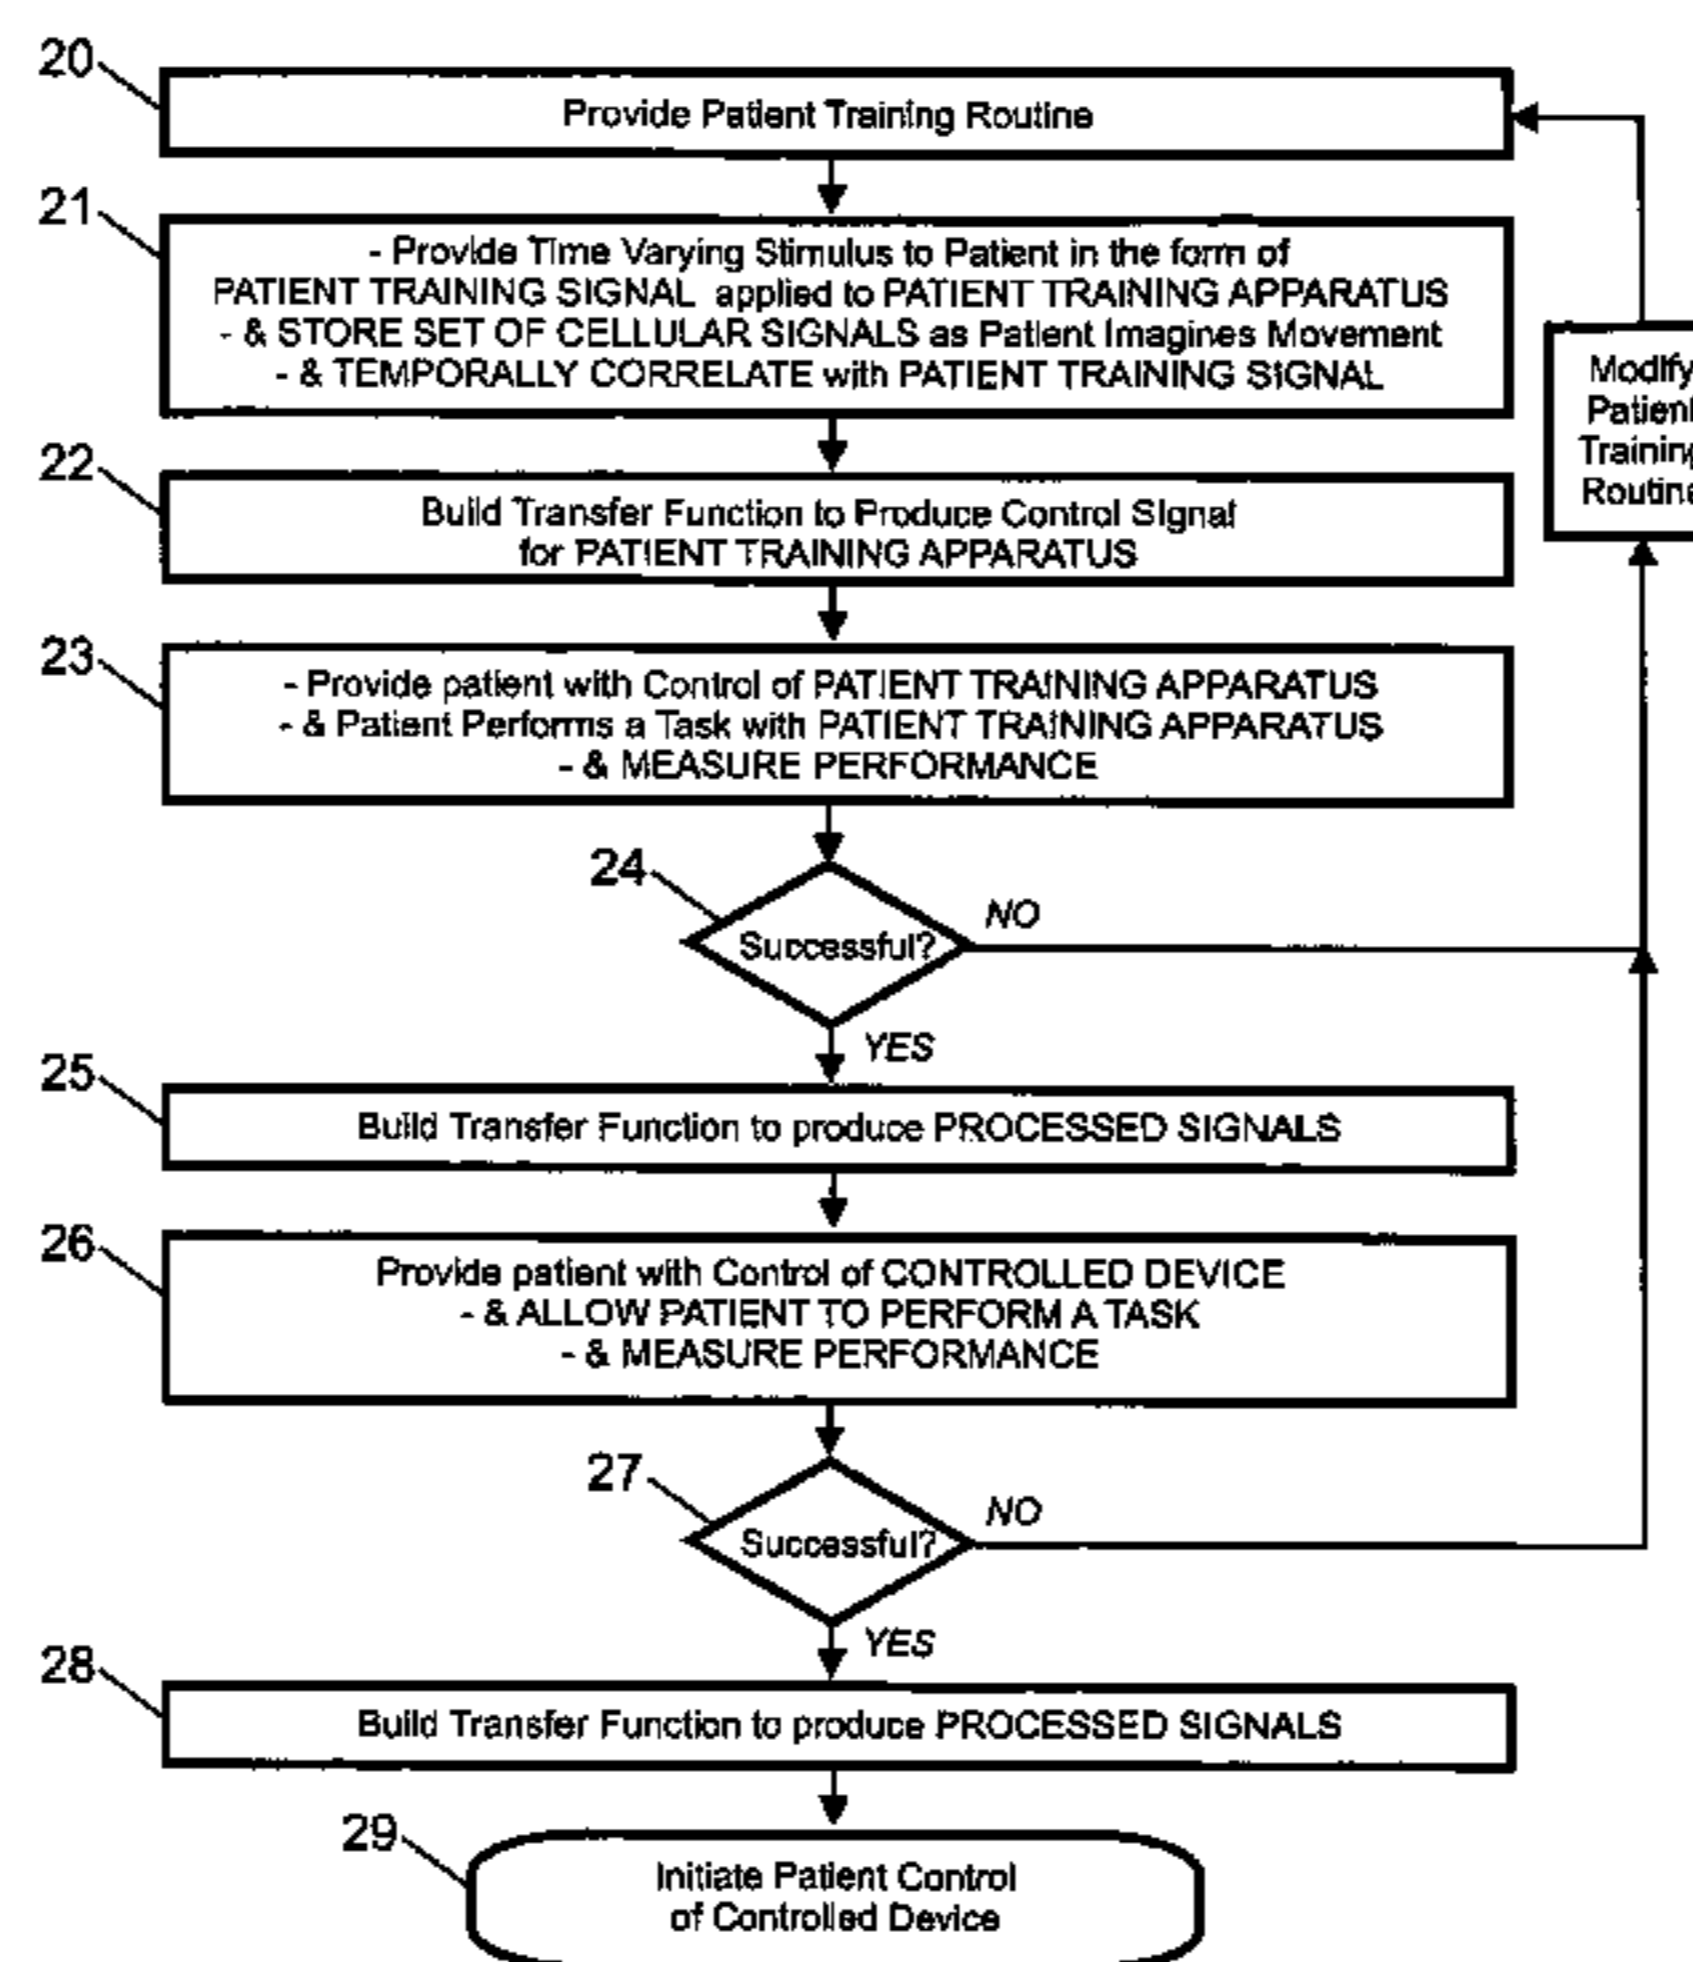 20
Provide Patient Training Routine
21
- Provide Time Varying Stimulus to Patient in the form of
PATIENT TRAINING SIGNAL applied to PATIENT TRAINING APPARATUS
- & STORE SET OF CELLULAR SIGNALS as Patient Imagines Movement
- & TEMPORALLY CORRELATE with PATIENT TRAINING SIGNAL
Modify
Patient
Training
Routine
22
Build Transfer Function to Produce Control Signal
for PATIENT TRAINING APPARATUS
23
- Provide patient with Control of PATIENT TRAINING APPARATUS
- & Patient Performs a Task with PATIENT TRAINING APPARATUS
- & MEASURE PERFORMANCE
24
NO
Successful?
YES
25
Build Transfer Function to produce PROCESSED SIGNALS
26
Provide patient with Control of CONTROLLED DEVICE
- & ALLOW PATIENT TO PERFORM A TASK
- & MEASURE PERFORMANCE
27
NO
Successful?
YES
28
Build Transfer Function to produce PROCESSED SIGNALS
29
Initiate Patient Control
of Controlled Device